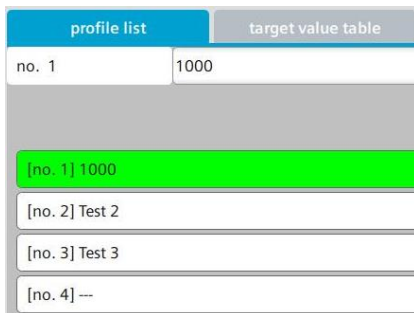 profile list target value table
no. 1 1000
[no. 1] 1000
[no. 2] Test 2
[no. 3] Test 3
[no. 4] ---